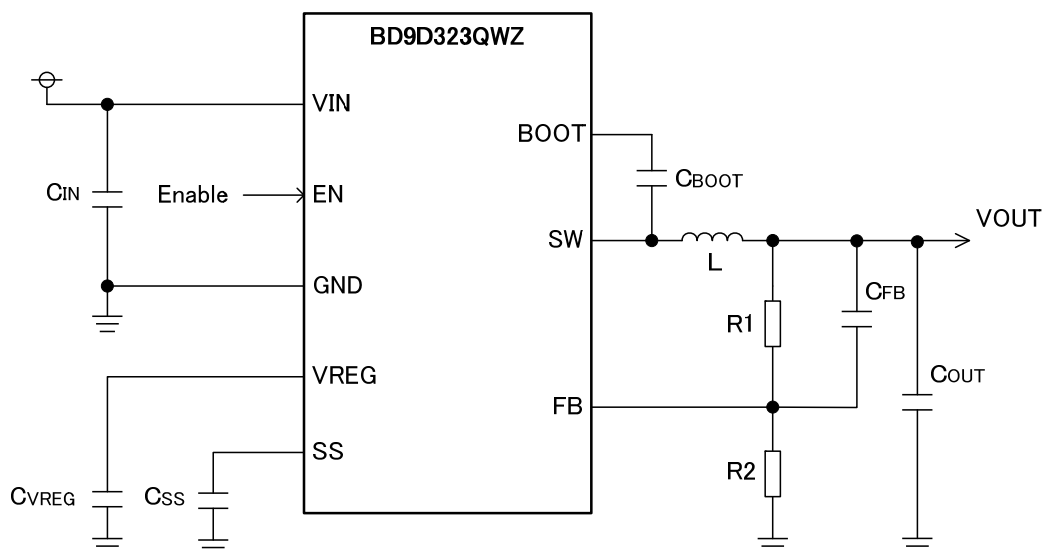 BD9D323QWZ
VIN
BOOT
CIN
Enable
EN
CBOOT
SW
VOUT
L
GND
CFB
R1
VREG
COUT
FB
SS
R2
CVREG
CSS